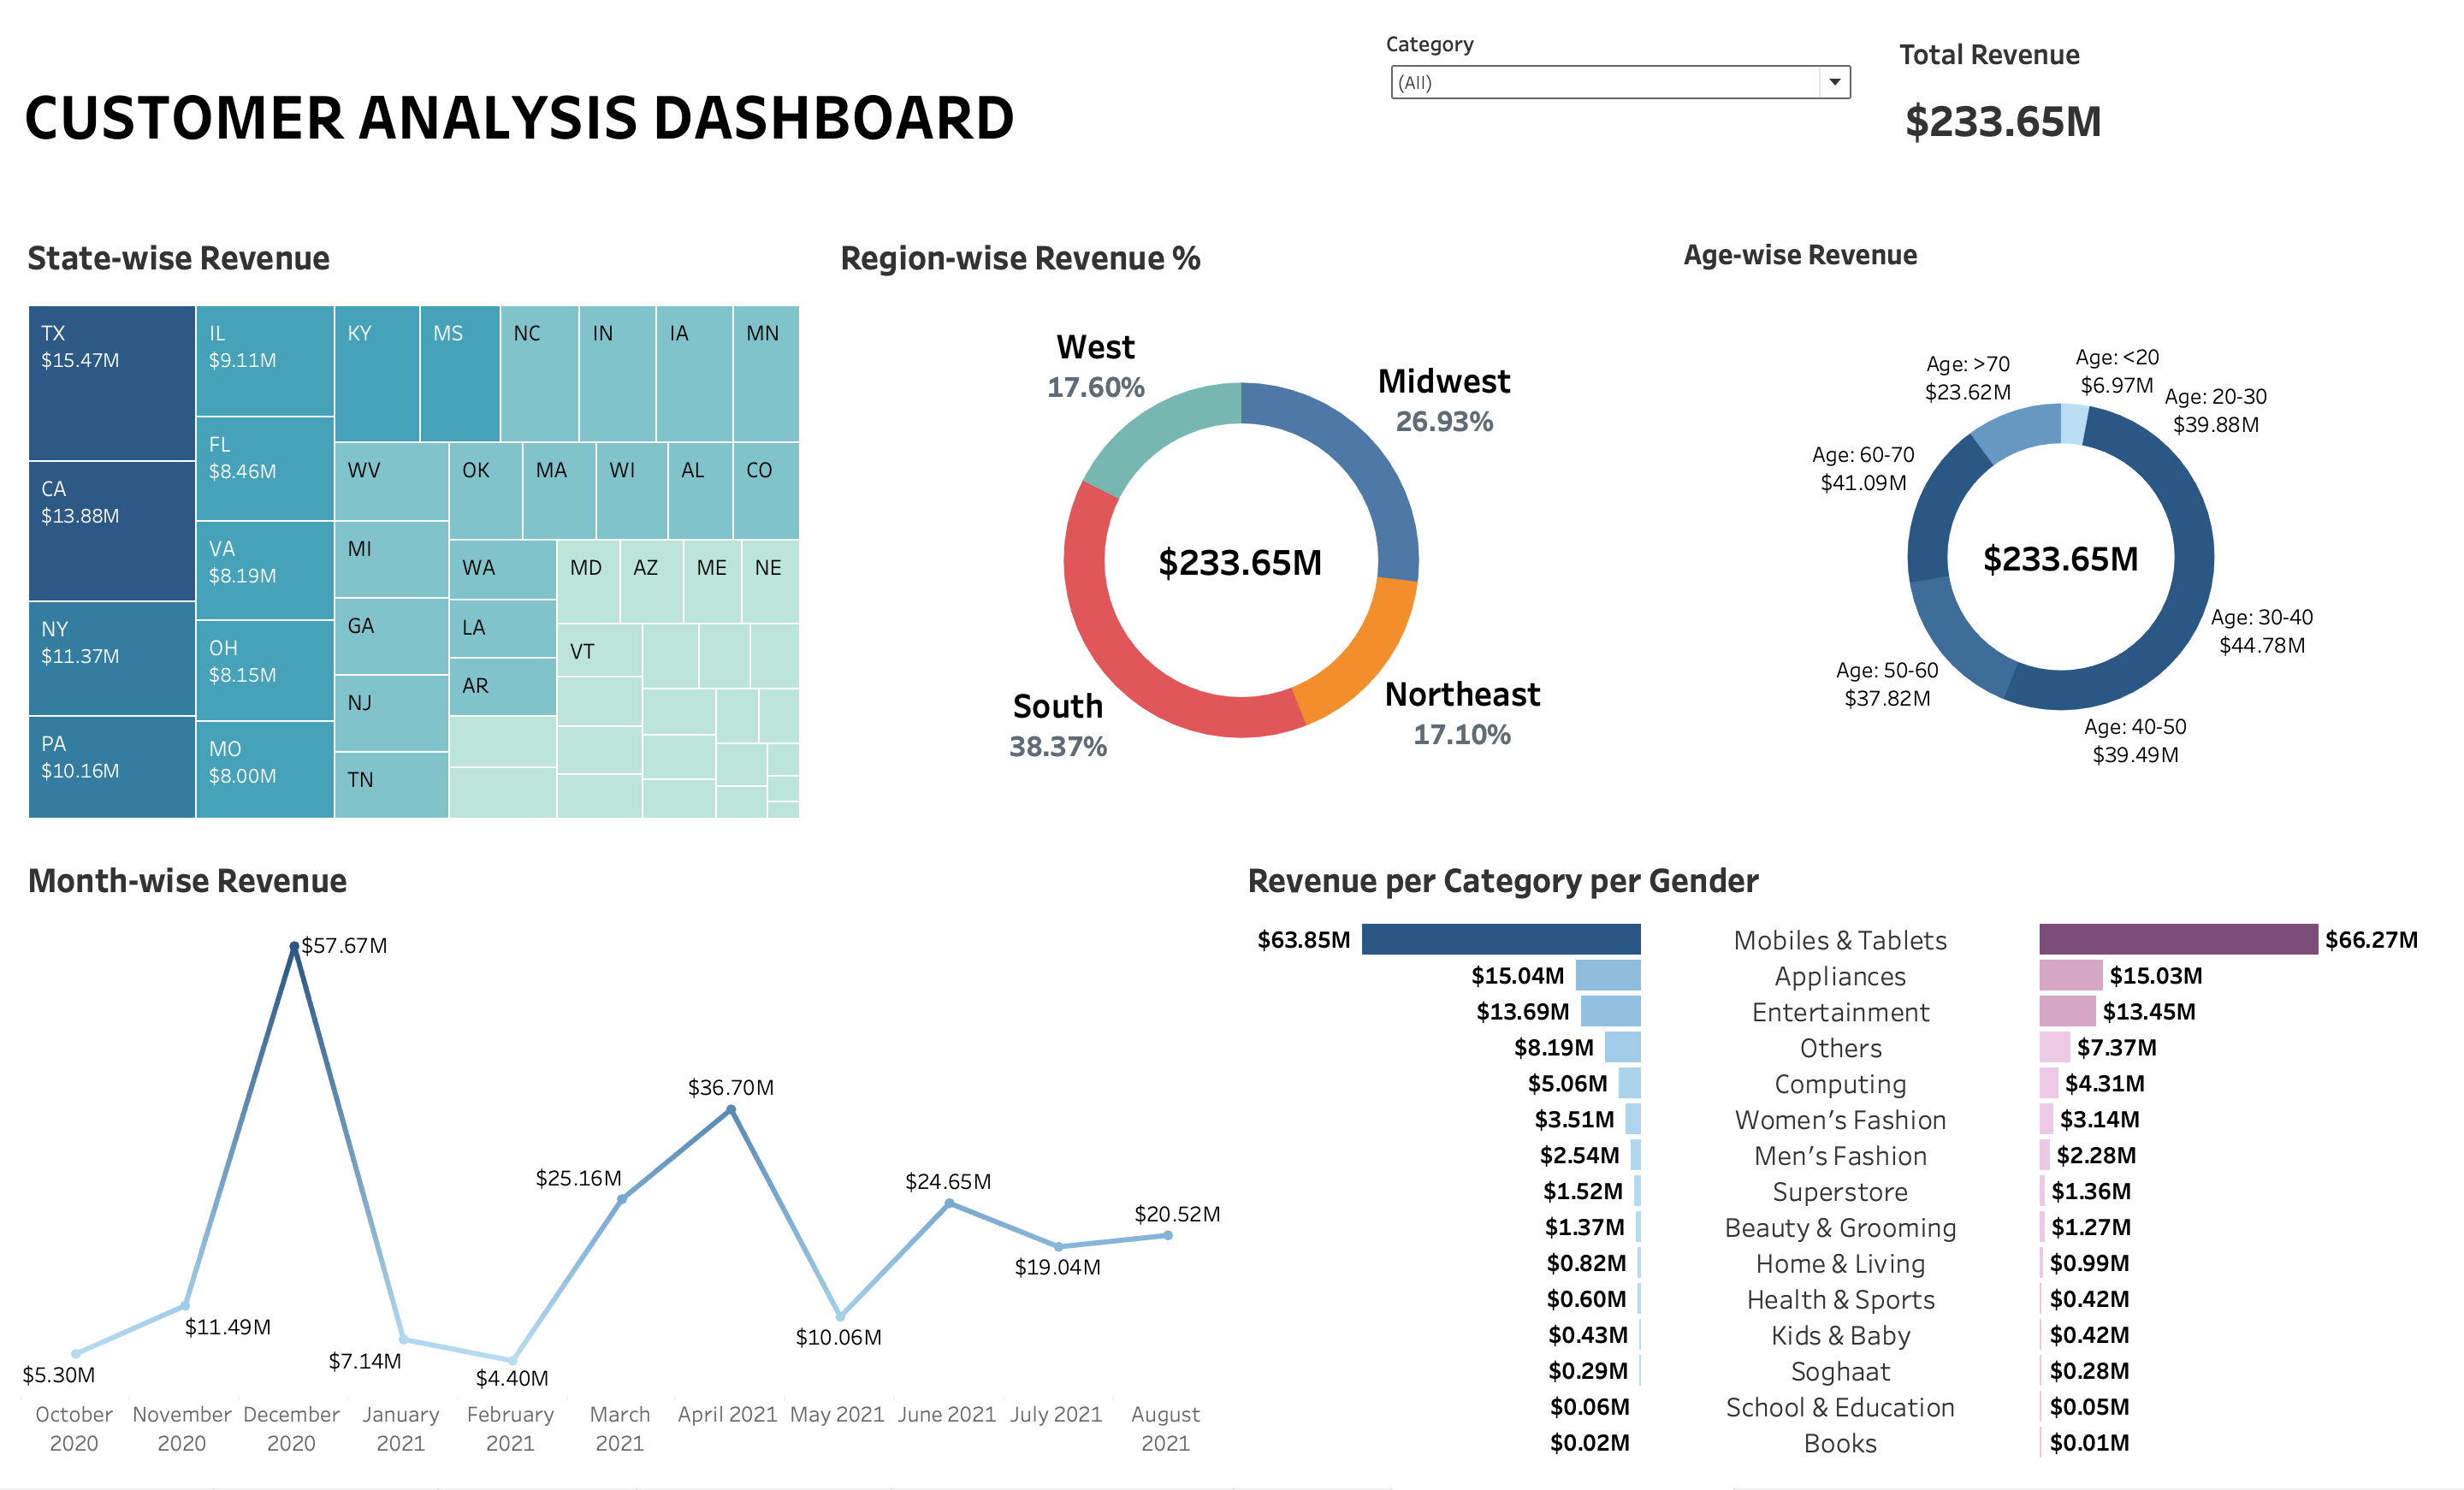 Category
(All)
Total Revenue
$233.65M
CUSTOMER ANALYSIS DASHBOARD
State-wise Revenue
TX
$15.47M
CA
$13.88M
NY
$11.37M
PA
$10.16M
IL
$9.11M
FL
$8.46M
VA
$8.19M
OH
$8.15M
MO
$8.00M
KY
MS
NC
IN
IA
MN
WV
MI
GA
NJ
TN
OK
MA
WI
AL
CO
WA
LA
AR
MD
AZ
ME
NE
VT
Region-wise Revenue %
West
17.60%
Midwest
26.93%
$233.65M
South
38.37%
Northeast
17.10%
Age-wise Revenue
Age: >70
$23.62M
Age: <20
$6.97M
Age: 20-30
$39.88M
Age: 60-70
$41.09M
$233.65M
Age: 30-40
$44.78M
Age: 50-60
$37.82M
Age: 40-50
$39.49M
Month-wise Revenue
$57.67M
$36.70M
$25.16M
$24.65M
$20.52M
$19.04M
$11.49M
$10.06M
$7.14M
$5.30M
$4.40M
October
2020
November
2020
December
2020
January
2021
February
2021
March
2021
April 2021
May 2021
June 2021
July 2021
August
2021
Revenue per Category per Gender
$63.85M Mobiles & Tablets $66.27M
$15.04M Appliances $15.03M
$13.69M Entertainment $13.45M
$8.19M Others $7.37M
$5.06M Computing $4.31M
$3.51M Women’s Fashion $3.14M
$2.54M Men’s Fashion $2.28M
$1.52M Superstore $1.36M
$1.37M Beauty & Grooming $1.27M
$0.82M Home & Living $0.99M
$0.60M Health & Sports $0.42M
$0.43M Kids & Baby $0.42M
$0.29M Soghaat $0.28M
$0.06M School & Education $0.05M
$0.02M Books $0.01M